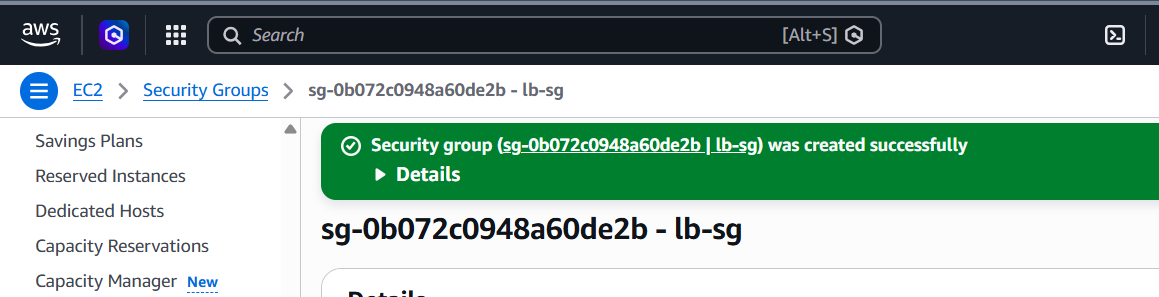 aws Search [Alt+S]
EC2 > Security Groups > sg-0b072c0948a60de2b - lb-sg
Savings Plans
Reserved Instances
Dedicated Hosts
Capacity Reservations
Capacity Manager New
Security group (sg-0b072c0948a60de2b | lb-sg) was created successfully
Details
sg-0b072c0948a60de2b - lb-sg
Details